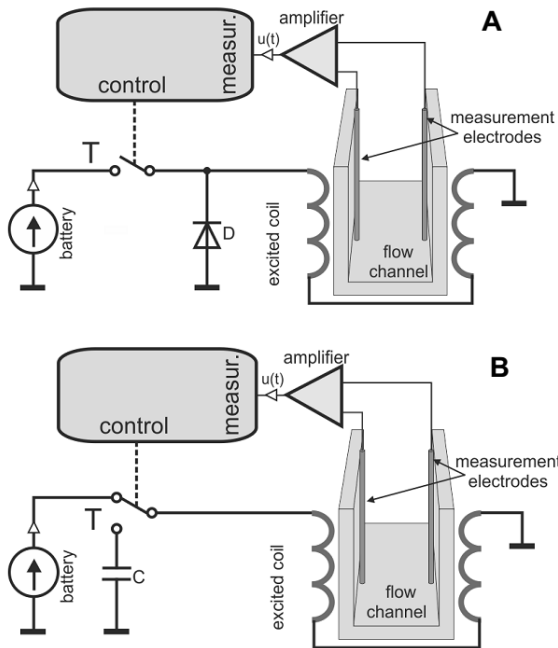 A
amplifier
u(t)
measur.
control
measurement
electrodes
T
battery
D
excited coil
flow
channel
B
amplifier
u(t)
measur.
control
measurement
electrodes
T
battery
C
excited coil
flow
channel